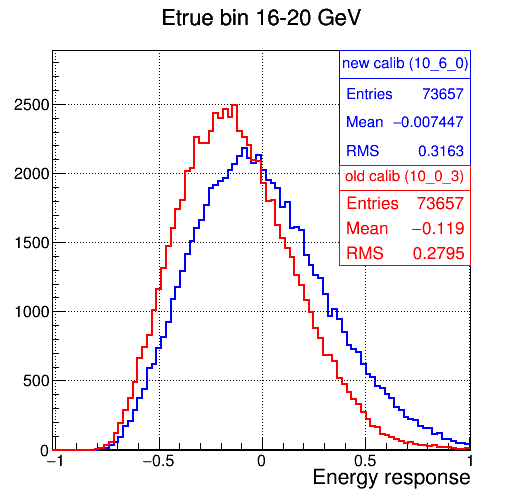 Etrue bin 16-20 GeV
new calib (10_6_0)
Entries 73657
Mean −0.007447
RMS 0.3163
old calib (10_0_3)
Entries 73657
Mean −0.119
RMS 0.2795
2500
2000
1500
1000
500
0
−1 −0.5 0 0.5 1
Energy response